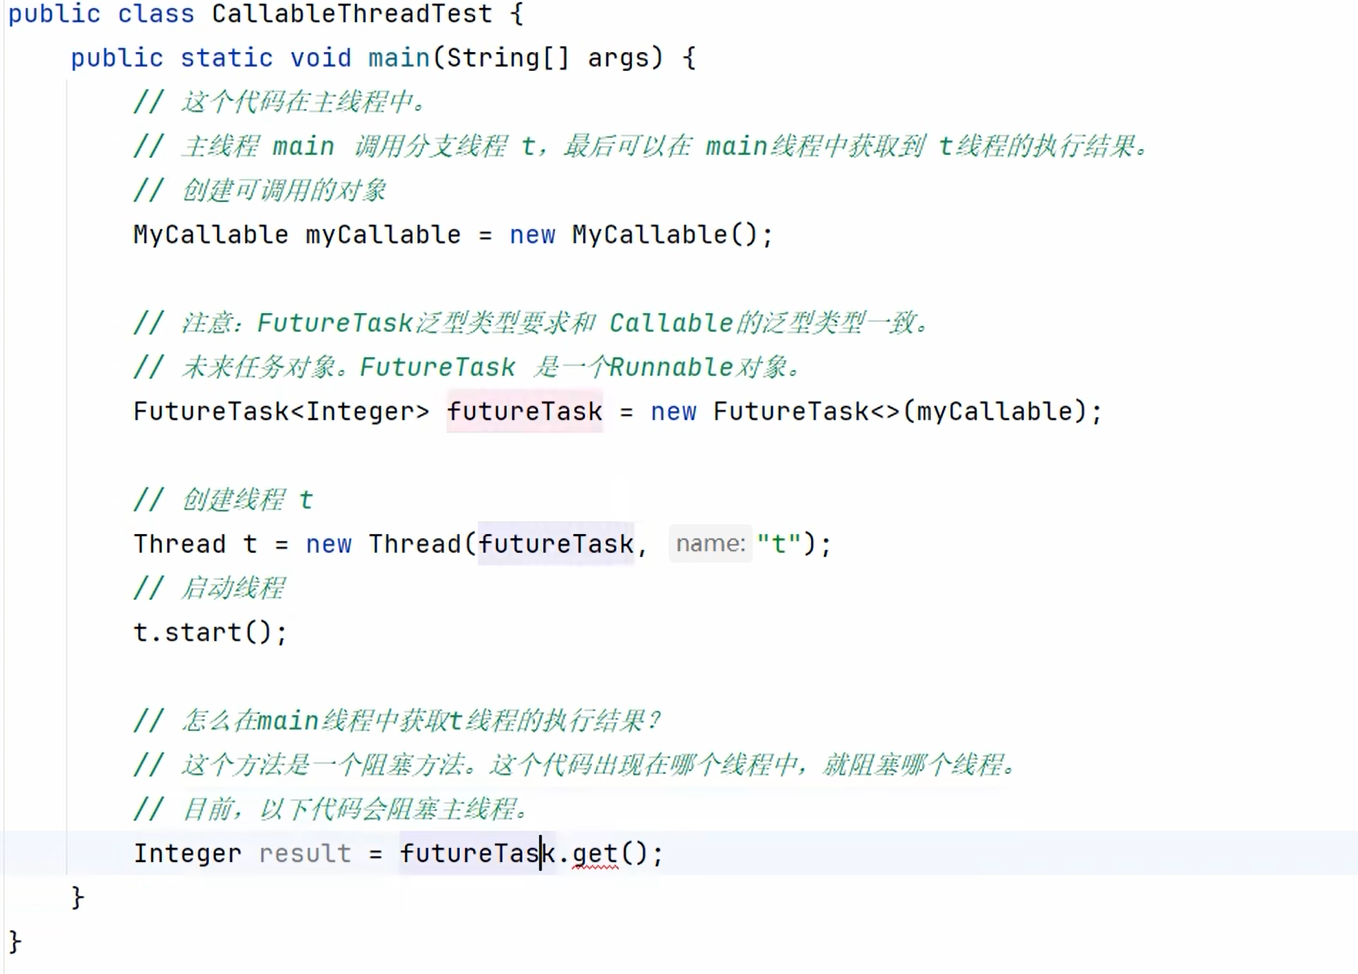 public class CallableThreadTest {
public static void main(String[] args) {
// 这个代码在主线程中。
// 主线程 main 调用分支线程 t，最后可以在 main线程中获取到 t线程的执行结果。
// 创建可调用的对象
MyCallable myCallable = new MyCallable();
// 注意：FutureTask泛型类型要求和 Callable的泛型类型一致。
// 未来任务对象。FutureTask 是一个Runnable对象。
FutureTask<Integer> futureTask = new FutureTask<>(myCallable);
// 创建线程 t
Thread t = new Thread(futureTask, name: "t");
// 启动线程
t.start();
// 怎么在main线程中获取t线程的执行结果？
// 这个方法是一个阻塞方法。这个代码出现在哪个线程中，就阻塞哪个线程。
// 目前，以下代码会阻塞主线程。
Integer result = futureTask.get();
}
}